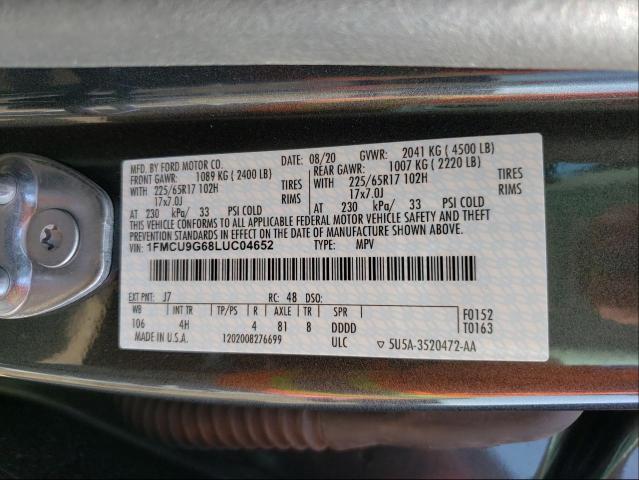 MFD. BY FORD MOTOR CO. DATE: 08/20 GVWR: 2041 KG ( 4500 LB)
FRONT GAWR: 1089 KG ( 2400 LB) REAR GAWR: 1007 KG ( 2220 LB)
WITH 225/65R17 102H TIRES WITH 225/65R17 102H TIRES
17x7.0J RIMS 17x7.0J RIMS
AT 230 kPa/ 33 PSI COLD AT 230 kPa/ 33 PSI COLD
THIS VEHICLE CONFORMS TO ALL APPLICABLE FEDERAL MOTOR VEHICLE SAFETY AND THEFT PREVENTION
STANDARDS IN EFFECT ON THE DATE OF MANUFACTURE SHOWN ABOVE.
VIN: 1FMCU9G68LUC04652 TYPE: MPV
EXT PNT: J7 RC: 48 DSO:
WB INT TR TP/PS R AXLE TR SPR F0152
106 4H 4 81 8 DDDD T0163
MADE IN U.S.A. 1202008276699 ULC ▽ 5U5A-3520472-AA